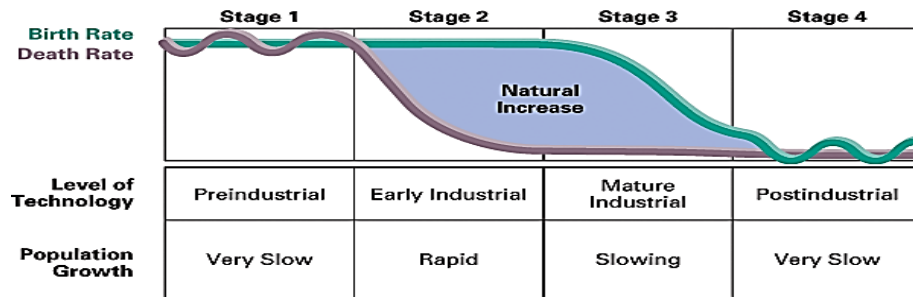 Stage 1 Stage 2 Stage 3 Stage 4
Birth Rate
Death Rate
Natural
Increase
Level of
Technology
Preindustrial
Early Industrial
Mature
Industrial
Postindustrial
Population
Growth
Very Slow
Rapid
Slowing
Very Slow